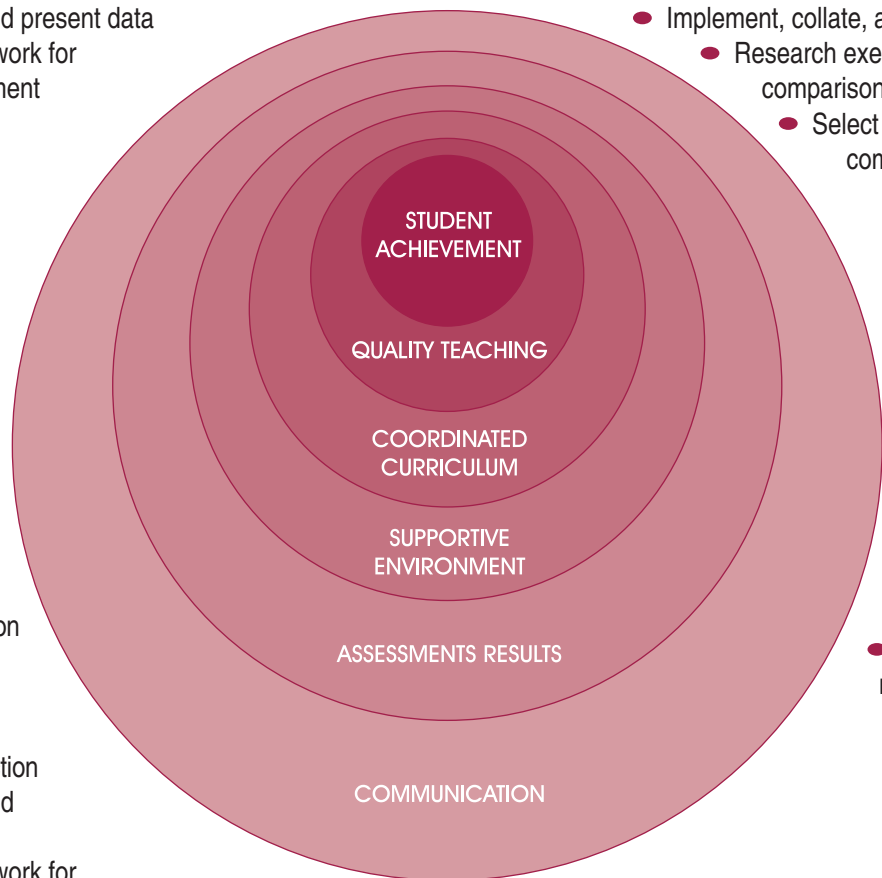 d present data
work for
ment
Implement, collate, a
Research exe
comparison
Select
com
STUDENT
ACHIEVEMENT
QUALITY TEACHING
COORDINATED
CURRICULUM
SUPPORTIVE
ENVIRONMENT
on
ASSESSMENTS RESULTS
tion
d
COMMUNICATION
work for